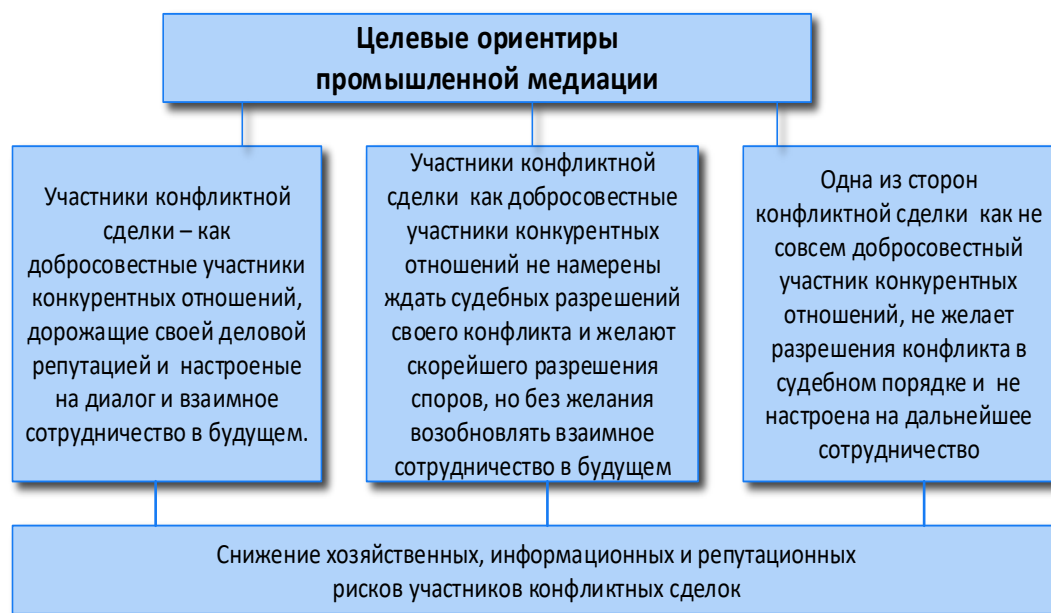 Целевые ориентиры
промышленной медиации
Участники конфликтной
сделки – как
добросовестные участники
конкурентных отношений,
дорожащие своей деловой
репутацией и настроеные
на диалог и взаимное
сотрудничество в будущем.
Участники конфликтной
сделки как добросовестные
участники конкурентных
отношений не намерены
ждать судебных разрешений
своего конфликта и желают
скорейшего разрешения
споров, но без желания
возобновлять взаимное
сотрудничество в будущем
Одна из сторон
конфликтной сделки как не
совсем добросовестный
участник конкурентных
отношений, не желает
разрешения конфликта в
судебном порядке и не
настроена на дальнейшее
сотрудничество
Снижение хозяйственных, информационных и репутационных
рисков участников конфликтных сделок